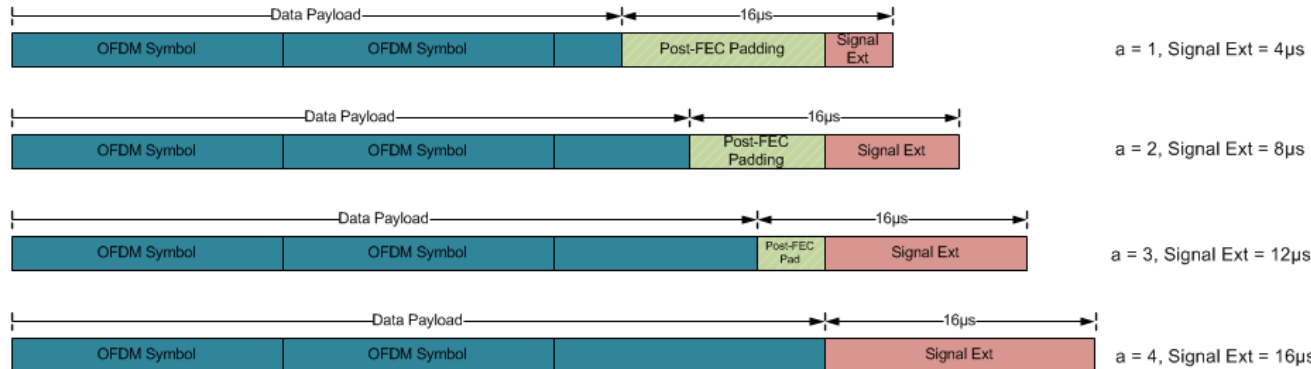 Data Payload 16µs
OFDM Symbol OFDM Symbol Post-FEC Padding Signal
Ext
a = 1, Signal Ext = 4µs
Data Payload 16µs
OFDM Symbol OFDM Symbol Post-FEC
Padding Signal Ext
a = 2, Signal Ext = 8µs
Data Payload 16µs
OFDM Symbol OFDM Symbol Post-FEC
Pad Signal Ext
a = 3, Signal Ext = 12µs
Data Payload 16µs
OFDM Symbol OFDM Symbol Signal Ext
a = 4, Signal Ext = 16µs